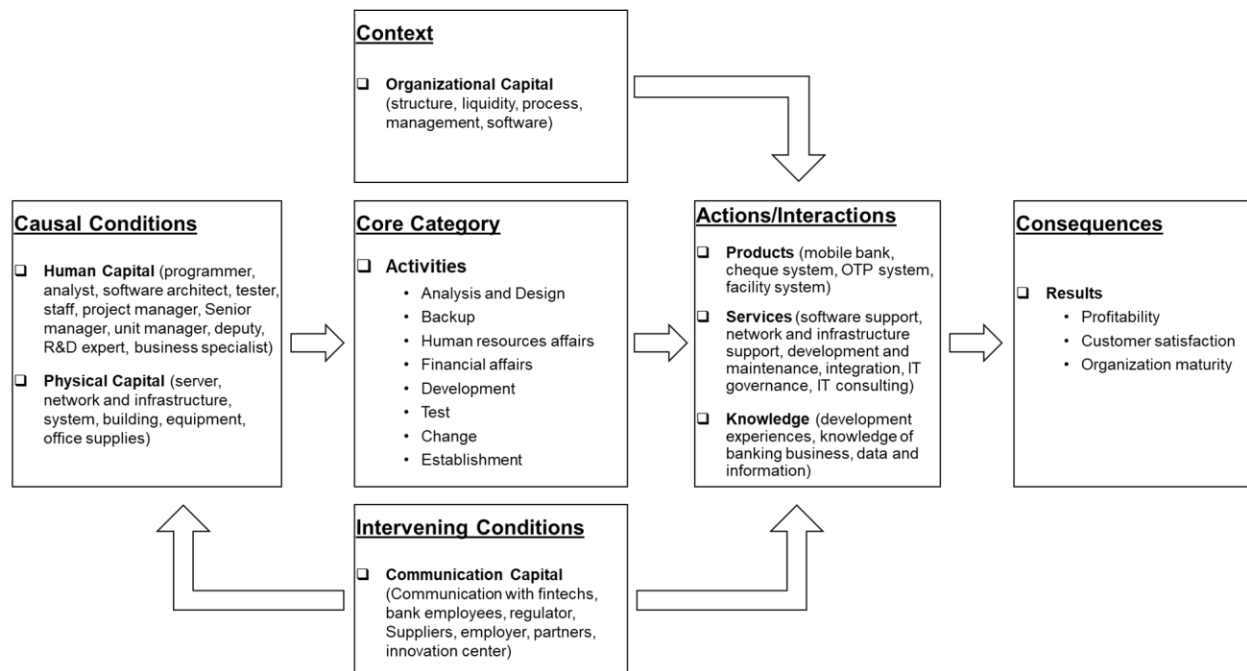 Context
❑ Organizational Capital
(structure, liquidity, process,
management, software)
Causal Conditions
❑ Human Capital (programmer,
analyst, software architect, tester,
staff, project manager, Senior
manager, unit manager, deputy,
R&D expert, business specialist)
❑ Physical Capital (server,
network and infrastructure,
system, building, equipment,
office supplies)
Core Category
❑ Activities
• Analysis and Design
• Backup
• Human resources affairs
• Financial affairs
• Development
• Test
• Change
• Establishment
Actions/Interactions
❑ Products (mobile bank,
cheque system, OTP system,
facility system)
❑ Services (software support,
network and infrastructure
support, development and
maintenance, integration, IT
governance, IT consulting)
❑ Knowledge (development
experiences, knowledge of
banking business, data and
information)
Consequences
❑ Results
• Profitability
• Customer satisfaction
• Organization maturity
Intervening Conditions
❑ Communication Capital
(Communication with fintechs,
bank employees, regulator,
Suppliers, employer, partners,
innovation center)